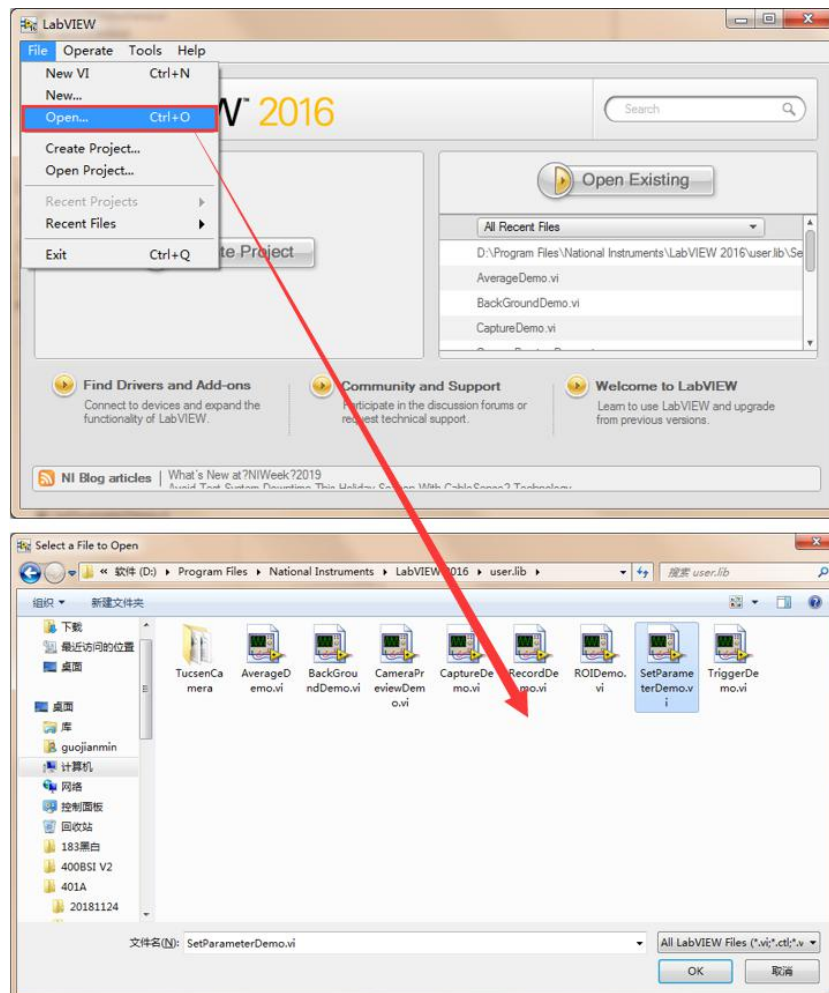 LabVIEW
File Operate Tools Help
New VI Ctrl+N
New...
Open... Ctrl+O
Create Project...
Open Project...
Recent Projects
Recent Files
Exit Ctrl+Q
2016
Search
te Project
Open Existing
All Recent Files
D:\Program Files\National Instruments\LabVIEW 2016\user.lib\Se
AverageDemo.vi
BackGroundDemo.vi
CaptureDemo.vi
Find Drivers and Add-ons
Connect to devices and expand the
functionality of LabVIEW.
Community and Support
Participate in the discussion forums or
request technical support.
Welcome to LabVIEW
Learn to use LabVIEW and upgrade
from previous versions.
NI Blog articles | What's New at?NIWeek?2019
Select a File to Open
« 软件 (D:) Program Files National Instruments LabVIEW 2016 user.lib
搜索 user.lib
组织 新建文件夹
下载
最近访问的位置
桌面
桌面
库
guojianmin
计算机
网络
控制面板
回收站
183黑白
400BSI V2
401A
20181124
TucsenCa
mera
AverageD
emo.vi
BackGrou
ndDemo.vi
CameraPr
eviewDem
o.vi
CaptureDe
mo.vi
RecordDe
mo.vi
ROIDemo.
vi
SetParame
terDemo.v
i
TriggerDe
mo.vi
文件名(N): SetParameterDemo.vi
All LabVIEW Files (*.vi;*.ctl;*.v
OK 取消